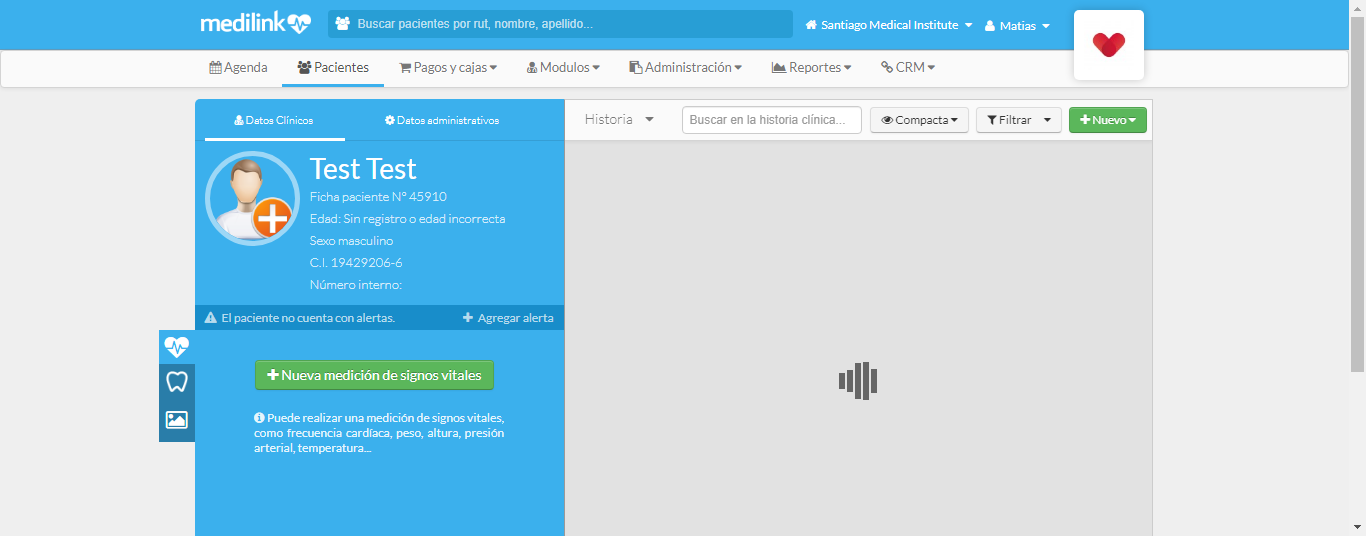 medilink
Buscar pacientes por rut, nombre, apellido...
Santiago Medical Institute
Matias
Agenda
Pacientes
Pagos y cajas
Modulos
Administración
Reportes
CRM
Datos Clínicos
Datos administrativos
Historia
Buscar en la historia clínica...
Compacta
Filtrar
Nuevo
Test Test
Ficha paciente N° 45910
Edad: Sin registro o edad incorrecta
Sexo masculino
C.I. 19429206-6
Número interno:
El paciente no cuenta con alertas.
Agregar alerta
Nueva medición de signos vitales
Puede realizar una medición de signos vitales,
como frecuencia cardíaca, peso, altura, presión
arterial, temperatura...